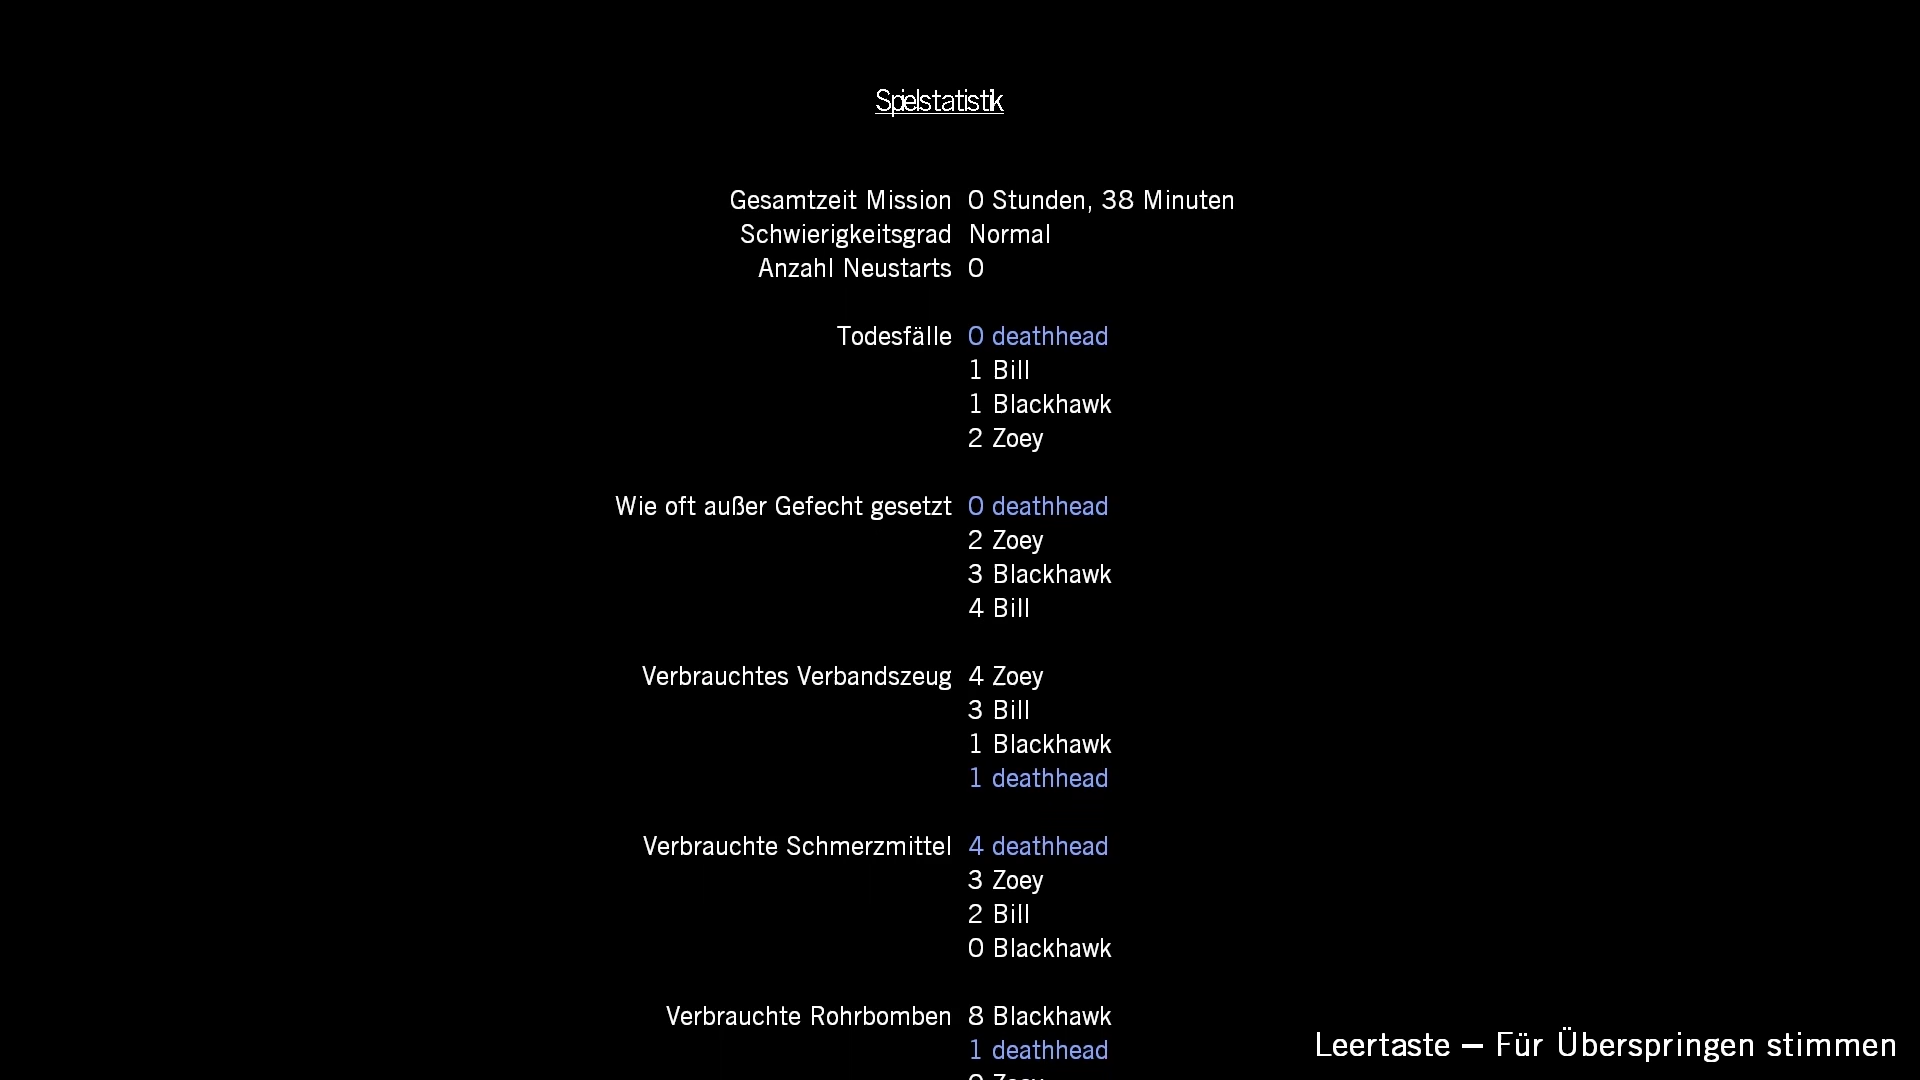 Spielstatistik
Gesamtzeit Mission 0 Stunden, 38 Minuten
Schwierigkeitsgrad Normal
Anzahl Neustarts 0
Todesfälle 0 deathhead
1 Bill
1 Blackhawk
2 Zoey
Wie oft außer Gefecht gesetzt 0 deathhead
2 Zoey
3 Blackhawk
4 Bill
Verbrauchtes Verbandszeug 4 Zoey
3 Bill
1 Blackhawk
1 deathhead
Verbrauchte Schmerzmittel 4 deathhead
3 Zoey
2 Bill
0 Blackhawk
Verbrauchte Rohrbomben 8 Blackhawk
1 deathhead
Zoey
Leertaste – Für Überspringen stimmen